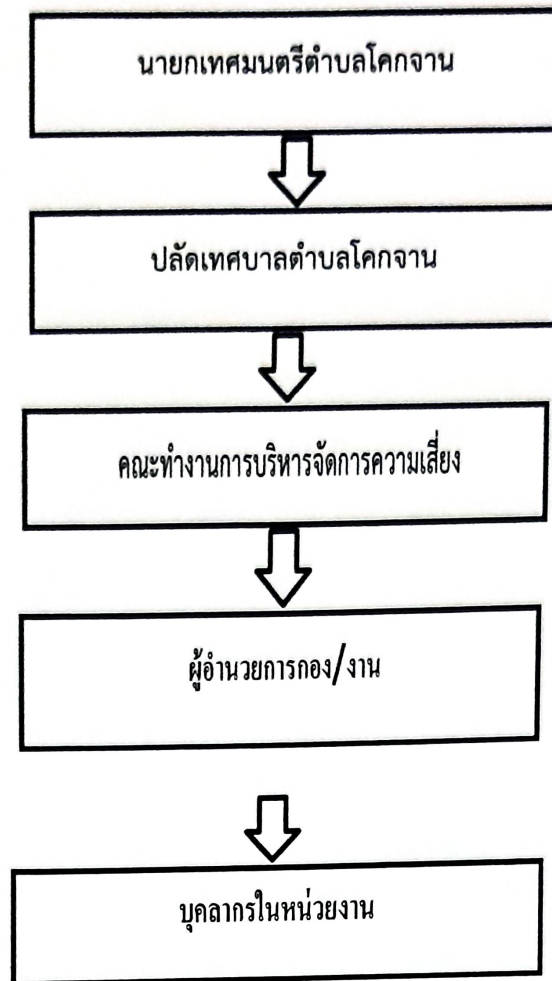 นายกเทศมนตรีตำบลโคกจาน
ปลัดเทศบาลตำบลโคกจาน
คณะทำงานการบริหารจัดการความเสี่ยง
ผู้อำนวยการกอง/งาน
บุคลากรในหน่วยงาน